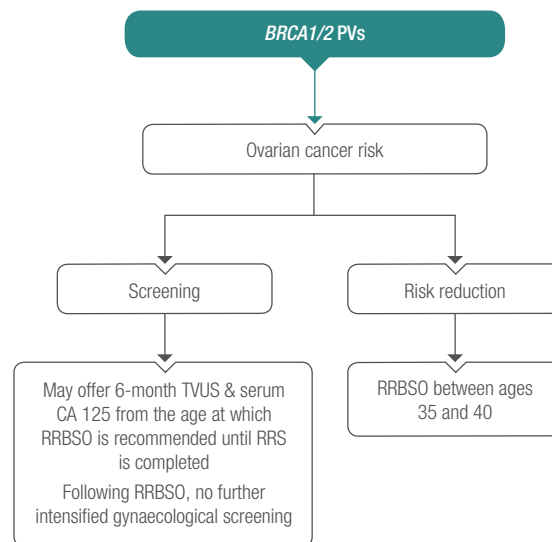 BRCA1/2 PVs
Ovarian cancer risk
Screening
Risk reduction
May offer 6-month TVUS & serum
CA 125 from the age at which
RRBSO is recommended until RRS
is completed
Following RRBSO, no further
intensified gynaecological screening
RRBSO between ages
35 and 40